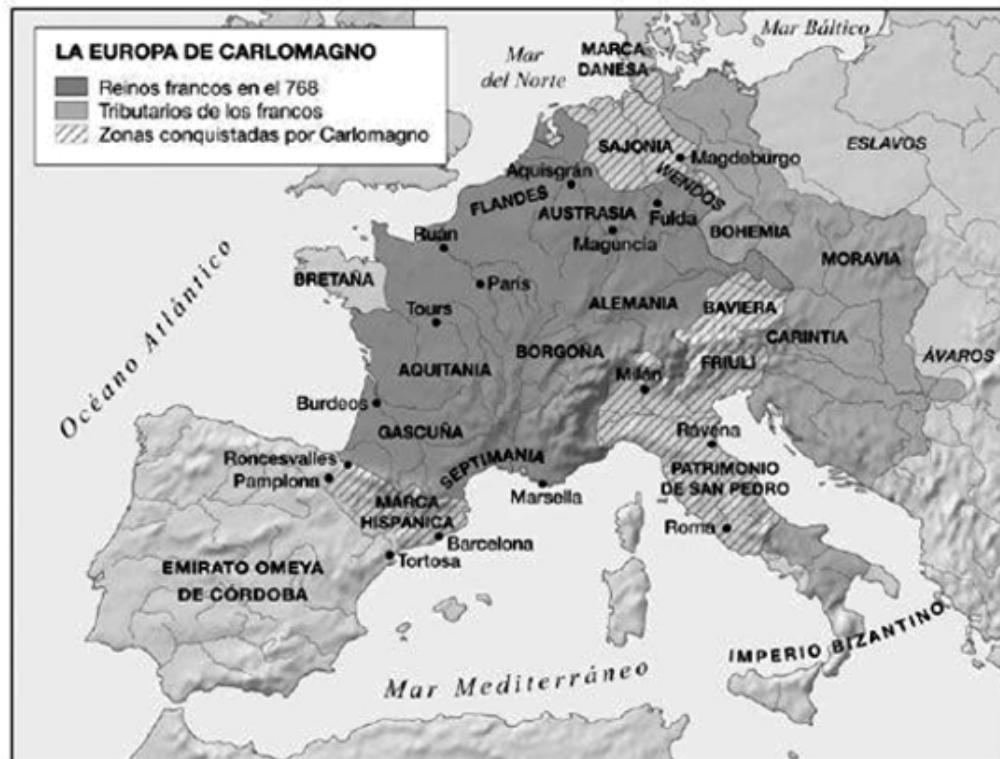 LA EUROPA DE CARLOMAGNO
Reinos francos en el 768
Tributarios de los francos
Zonas conquistadas por Carlomagno
Mar Báltico
MARCA
DANESA
Mar
del Norte
ESLAVOS
SAJONIA
Magdeburgo
WENDOS
Aquisgrán
FLANDES
AUSTRASIA
Fulda
BOHEMIA
Ruán
Maguncia
MORAVIA
BRETAÑA
París
ALEMANIA
BAVIERA
Tours
CARINTIA
Océano Atlántico
BORGOÑA
FRIULI
ÁVAROS
AQUITANIA
Milán
Burdeos
GASCUÑA
Ravena
Roncesvalles
SEPTIMANIA
Pamplona
PATRIMONIO
DE SAN PEDRO
MARCA
HISPÁNICA
Marsella
Roma
Barcelona
Tortosa
EMIRATO OMEYA
DE CÓRDOBA
IMPERIO BIZANTINO
Mar Mediterráneo